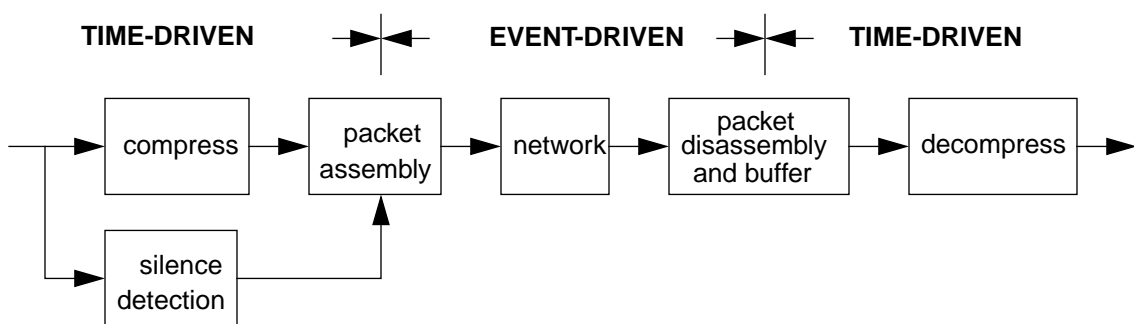 TIME-DRIVEN
EVENT-DRIVEN
TIME-DRIVEN
compress
packet
assembly
network
packet
disassembly
and buffer
decompress
silence
detection